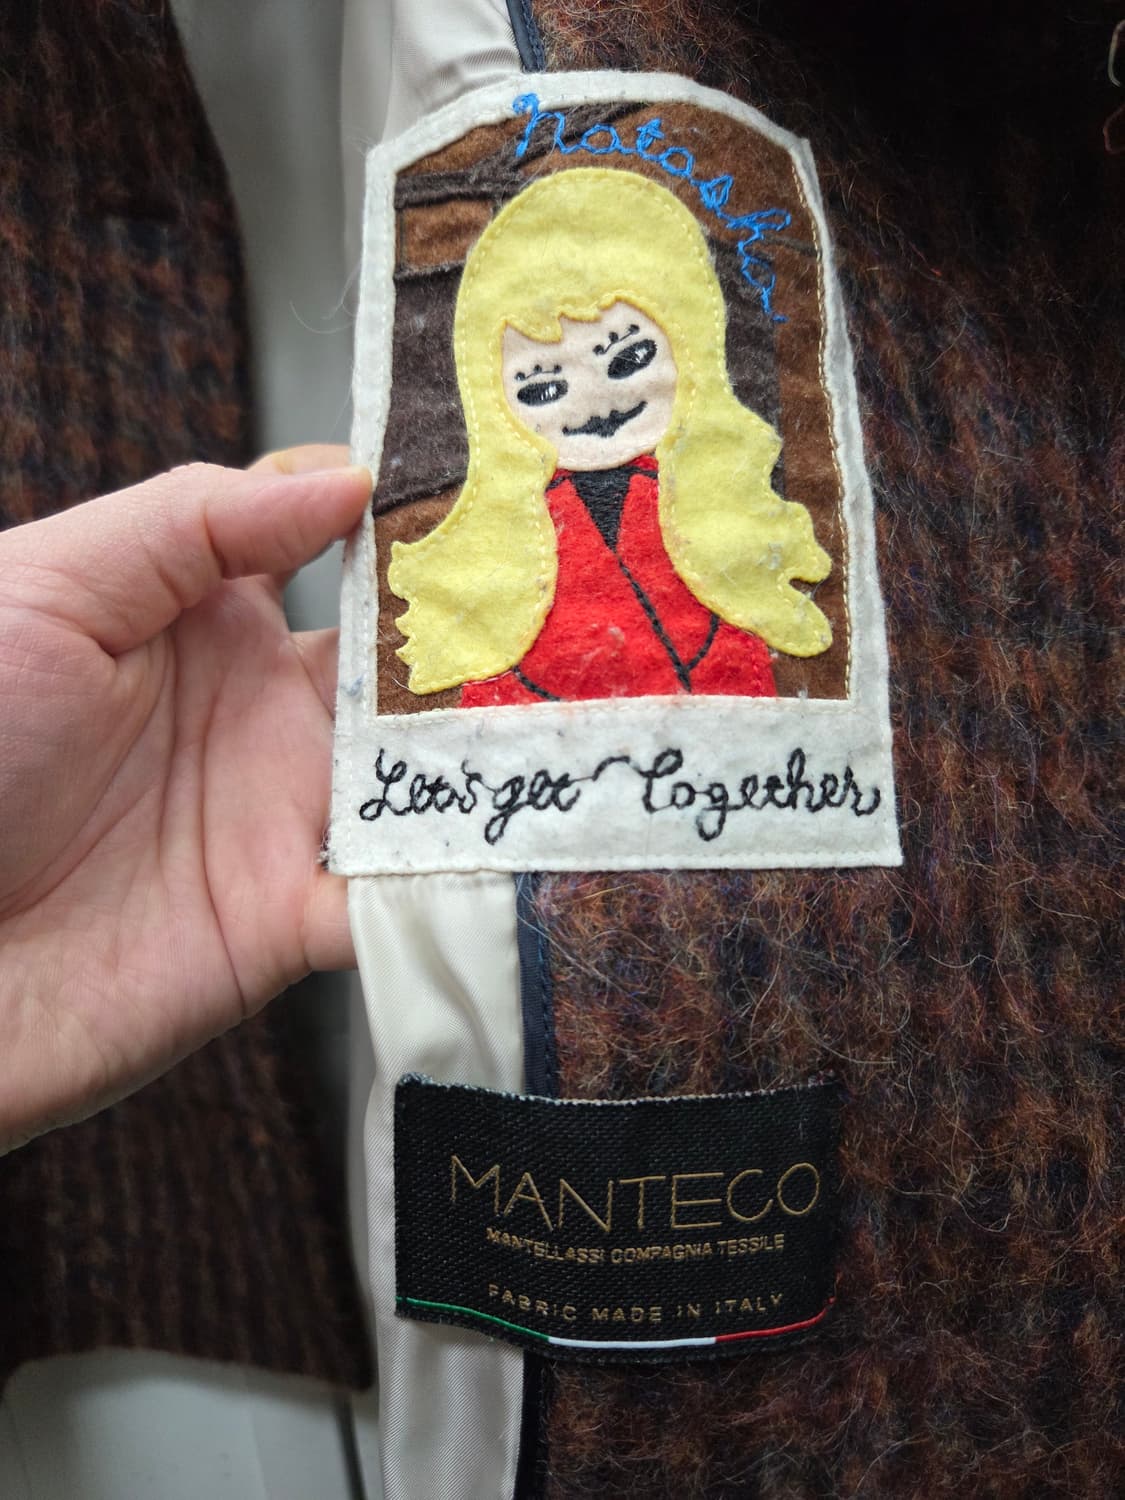 Natasha
Let's get Together
MANTECO
MANTELLASSI COMPAGNIA TESSILE
FABRIC MADE IN ITALY